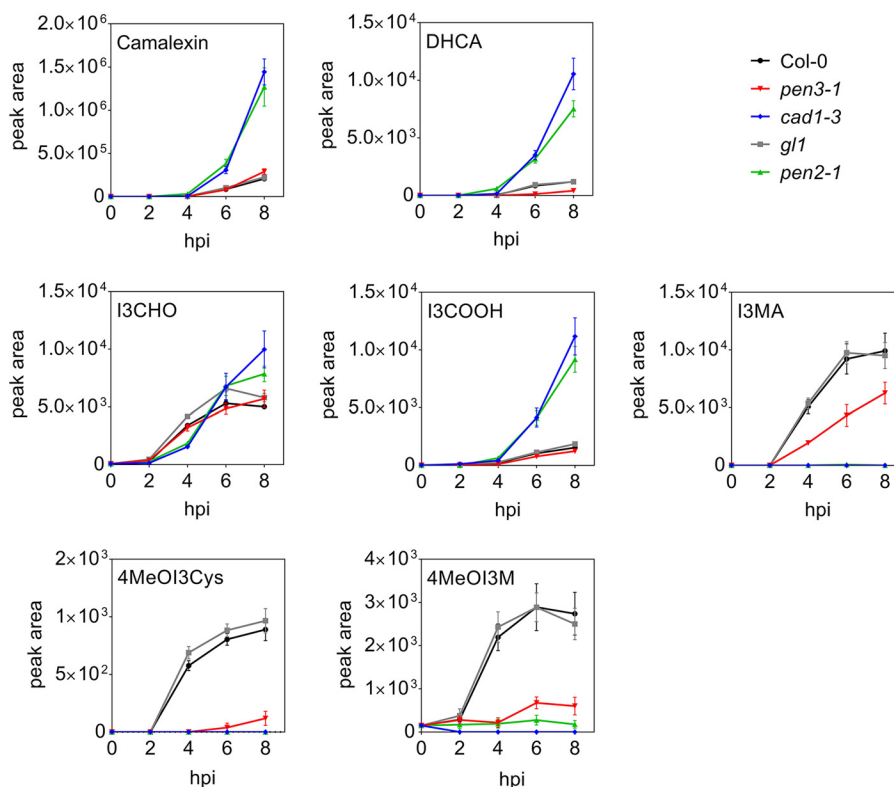 Camalexin
peak area
2.0×10⁶
1.5×10⁶
1.0×10⁶
5.0×10⁵
0
0 2 4 6 8
hpi
DHCA
peak area
1.0×10⁴
5.0×10³
0
0 2 4 6 8
hpi
Col-0
pen3-1
cad1-3
gl1
pen2-1
I3CHO
peak area
1.5×10⁴
1.0×10⁴
5.0×10³
0
0 2 4 6 8
hpi
I3COOH
peak area
1.5×10⁴
1.0×10⁴
5.0×10³
0
0 2 4 6 8
hpi
I3MA
peak area
1.5×10⁴
1.0×10⁴
5.0×10³
0
0 2 4 6 8
hpi
4MeOI3Cys
peak area
2×10³
1×10³
5×10²
0
0 2 4 6 8
hpi
4MeOI3M
peak area
4×10³
3×10³
2×10³
1×10³
0
0 2 4 6 8
hpi